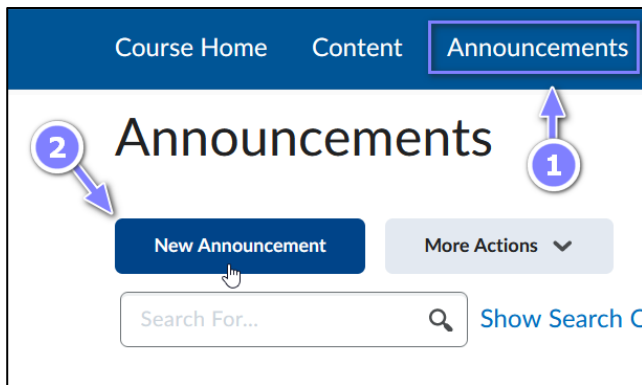 Course Home Content Announcements
Announcements
2
1
New Announcement More Actions
Search For... Show Search